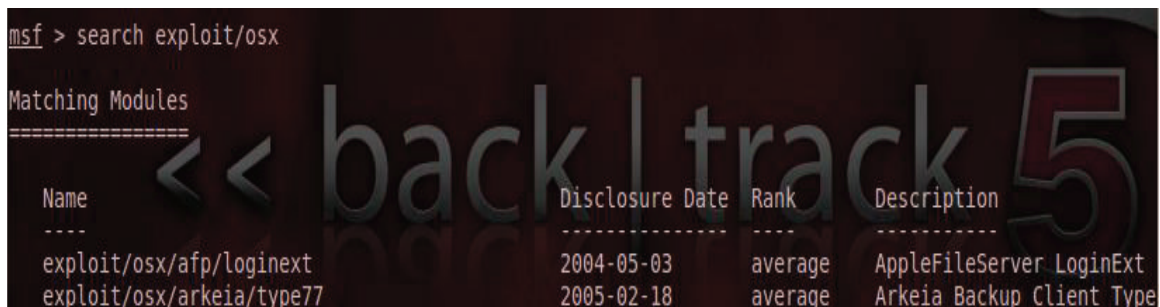 msf > search exploit/osx
Matching Modules
================
<< back | track 5
Name Disclosure Date Rank Description
---- --------------- ---- -----------
exploit/osx/afp/loginext 2004-05-03 average AppleFileServer LoginExt
exploit/osx/arkeia/type77 2005-02-18 average Arkeia Backup Client Type